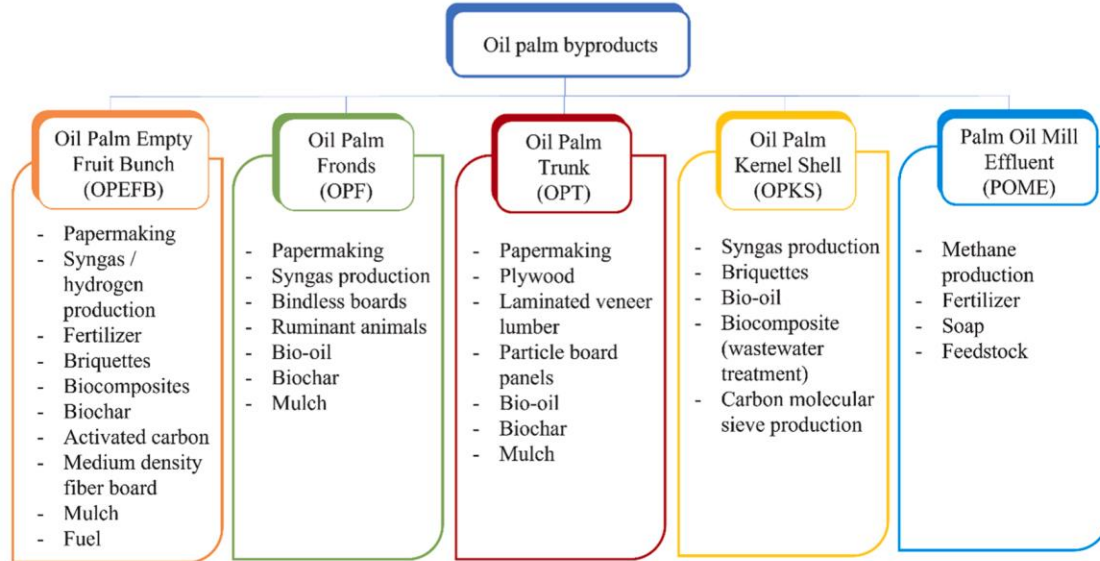 Oil palm byproducts
Oil Palm Empty
Fruit Bunch
(OPEFB)
- Papermaking
- Syngas /
hydrogen
production
- Fertilizer
- Briquettes
- Biocomposites
- Biochar
- Activated carbon
- Medium density
fiber board
- Mulch
- Fuel
Oil Palm
Fronds
(OPF)
- Papermaking
- Syngas production
- Bindless boards
- Ruminant animals
- Bio-oil
- Biochar
- Mulch
Oil Palm
Trunk
(OPT)
- Papermaking
- Plywood
- Laminated veneer
lumber
- Particle board
panels
- Bio-oil
- Biochar
- Mulch
Oil Palm
Kernel Shell
(OPKS)
- Syngas production
- Briquettes
- Bio-oil
- Biocomposite
(wastewater
treatment)
- Carbon molecular
sieve production
Palm Oil Mill
Effluent
(POME)
- Methane
production
- Fertilizer
- Soap
- Feedstock